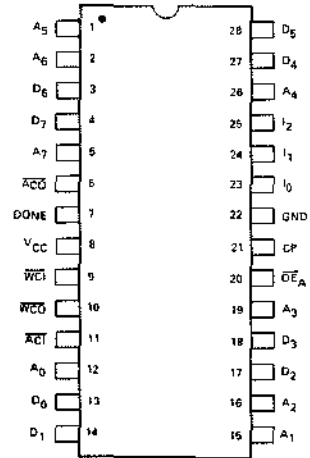 A5 1 28 D5
A6 2 27 D4
D6 3 26 A4
D7 4 25 I2
A7 5 24 I1
ACO 6 23 I0
DONE 7 22 GND
VCC 8 21 CP
WCI 9 20 OEA
WCO 10 19 A3
ACI 11 18 D3
A0 12 17 D2
D0 13 16 A2
D1 14 15 A1